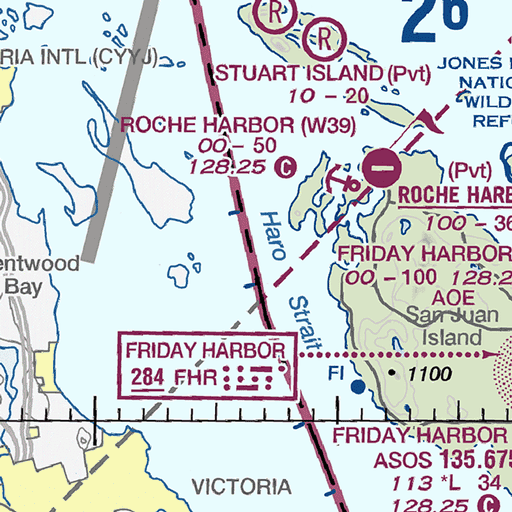 R
R
26
RIA INTL (CYYJ)
STUART ISLAND (Pvt)
10 - 20
JONES
NATIO
WILD
REF
ROCHE HARBOR (W39)
00 - 50
128.25 C
(Pvt)
ROCHE HARB
100 - 36
Haro
Strait
FRIDAY HARBOR
00 - 100 128.2
AOE
San Juan
Island
entwood
Bay
FRIDAY HARBOR
284 FHR
FI
1100
FRIDAY HARBOR
ASOS 135.675
113 *L 34
128.25 C
VICTORIA